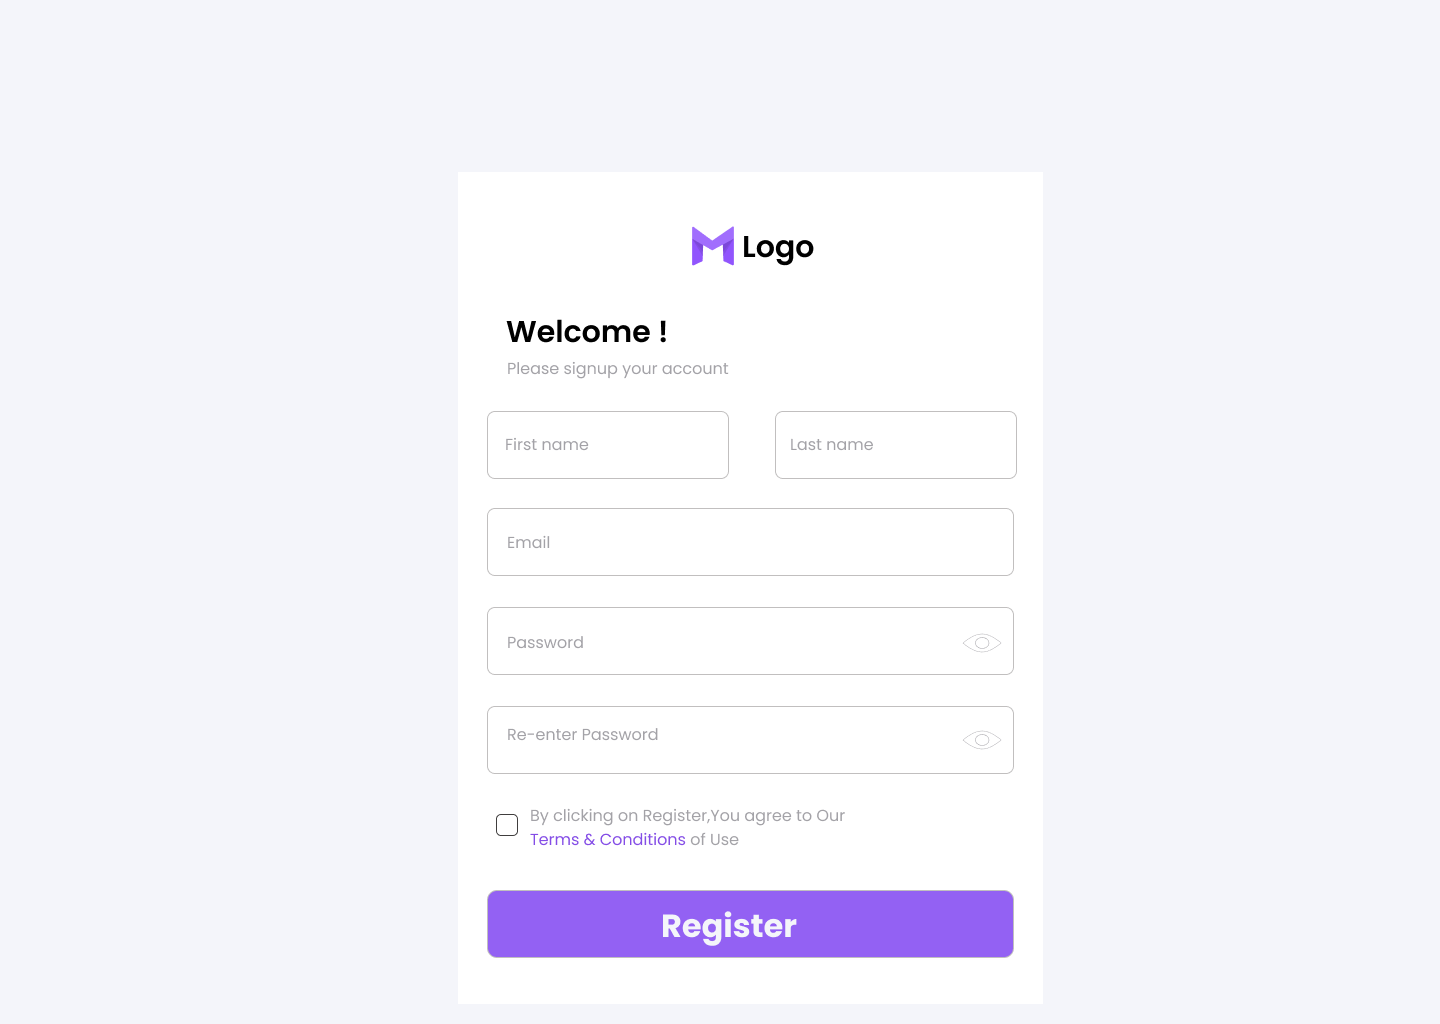 Logo
Welcome !
Please signup your account
First name
Last name
Email
Password
Re-enter Password
By clicking on Register,You agree to Our
Terms & Conditions of Use
Register